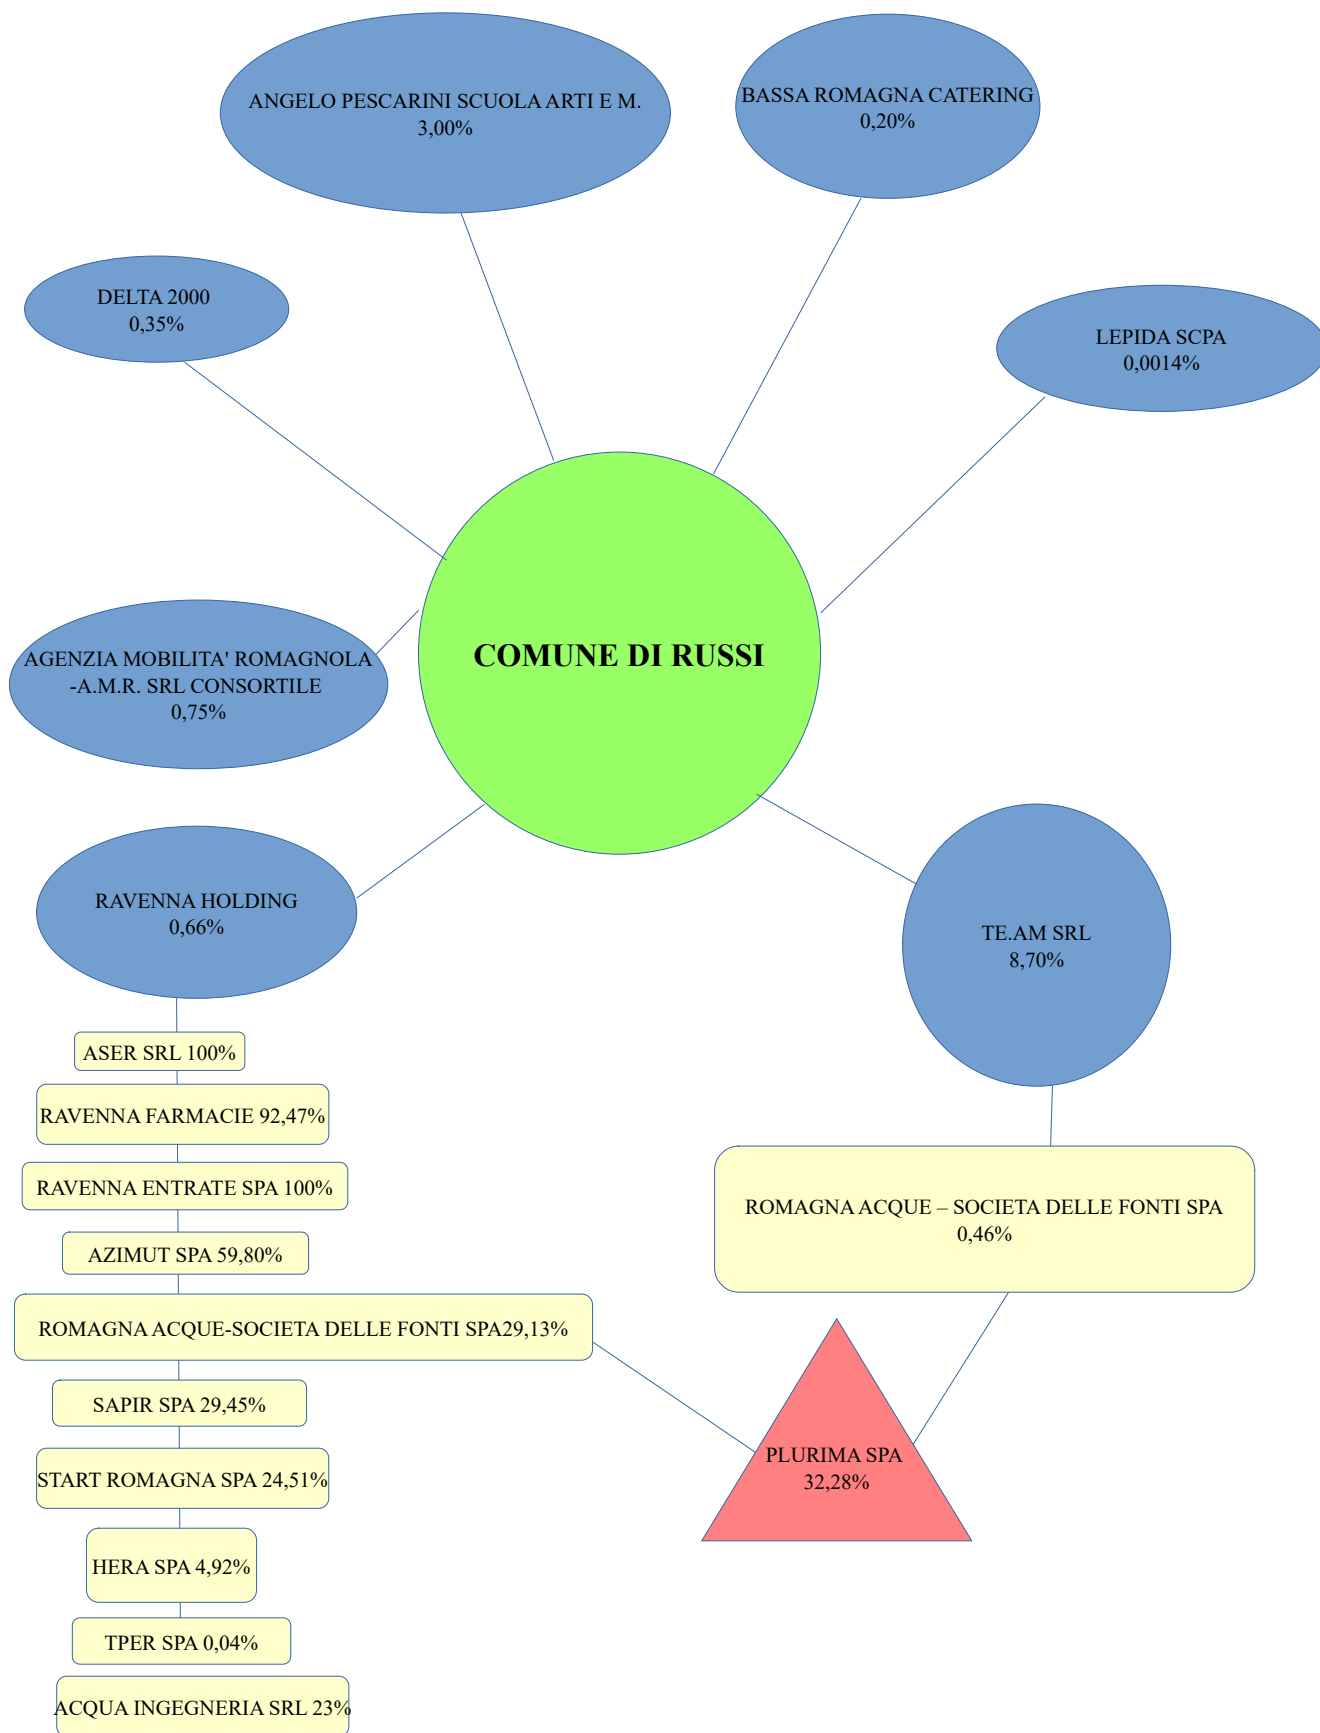 ANGELO PESCARINI SCUOLA ARTI E M.
3,00%
BASSA ROMAGNA CATERING
0,20%
DELTA 2000
0,35%
LEPIDA SCPA
0,0014%
COMUNE DI RUSSI
AGENZIA MOBILITA' ROMAGNOLA
-A.M.R. SRL CONSORTILE
0,75%
RAVENNA HOLDING
0,66%
TE.AM SRL
8,70%
ASER SRL 100%
RAVENNA FARMACIE 92,47%
RAVENNA ENTRATE SPA 100%
AZIMUT SPA 59,80%
ROMAGNA ACQUE-SOCIETA DELLE FONTI SPA29,13%
SAPIR SPA 29,45%
START ROMAGNA SPA 24,51%
HERA SPA 4,92%
TPER SPA 0,04%
ACQUA INGEGNERIA SRL 23%
ROMAGNA ACQUE – SOCIETA DELLE FONTI SPA
0,46%
PLURIMA SPA
32,28%